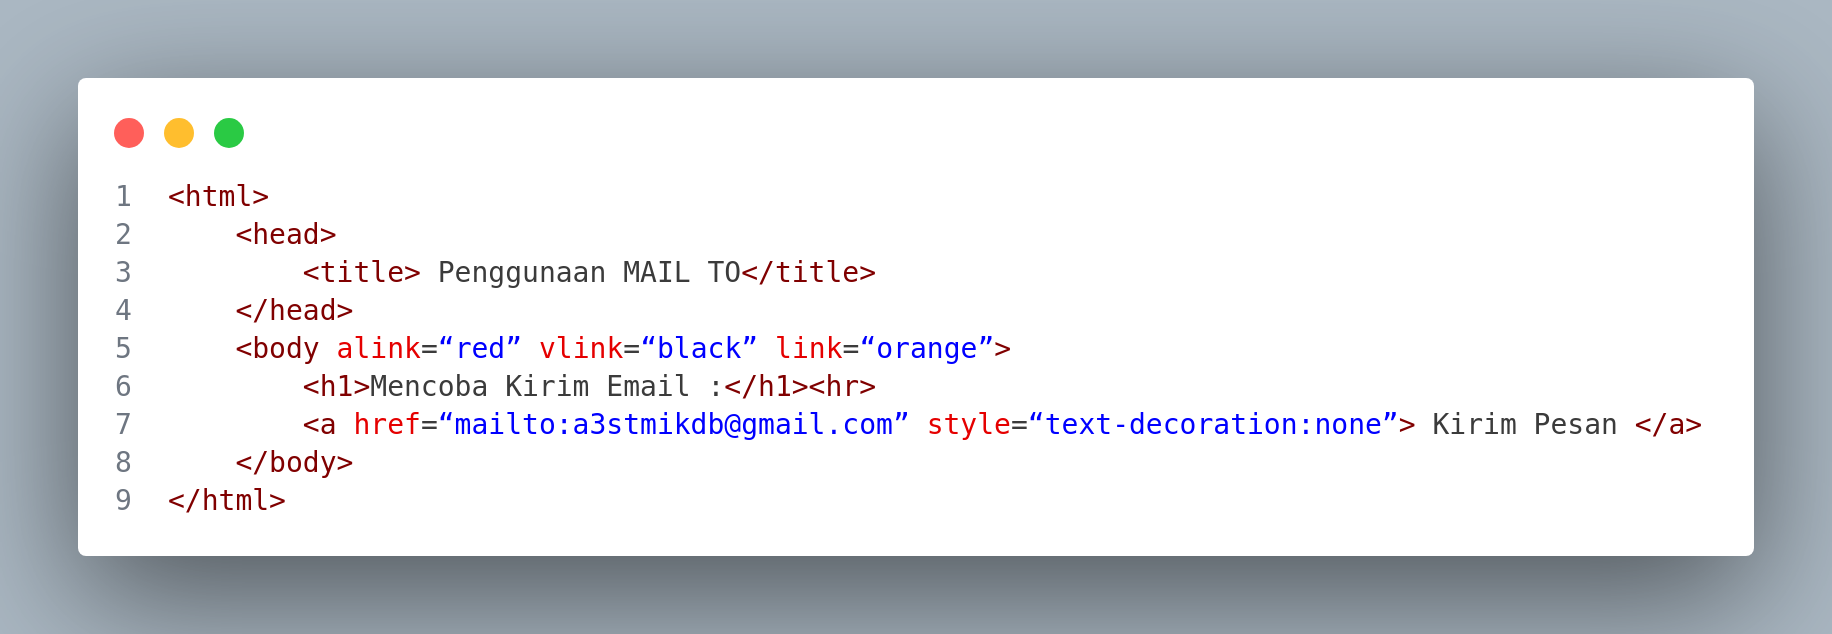 1 <html>
2     <head>
3         <title> Penggunaan MAIL TO</title>
4     </head>
5     <body alink=“red” vlink=“black” link=“orange”>
6         <h1>Mencoba Kirim Email :</h1><hr>
7         <a href=“mailto:a3stmikdb@gmail.com” style=“text-decoration:none”> Kirim Pesan </a>
8     </body>
9 </html>